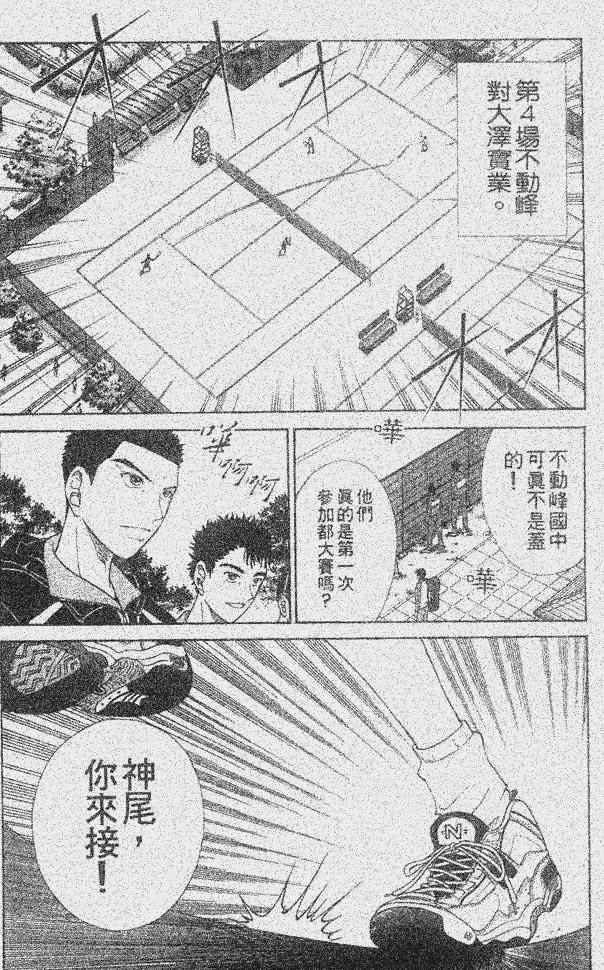 第４場不動峰
對大澤實業。
嘩
不動峰國中
可真不是蓋
的！
他們
真的是第一次
參加都大賽嗎？
嘩
嘩啊啊
神尾，
你來接！
N